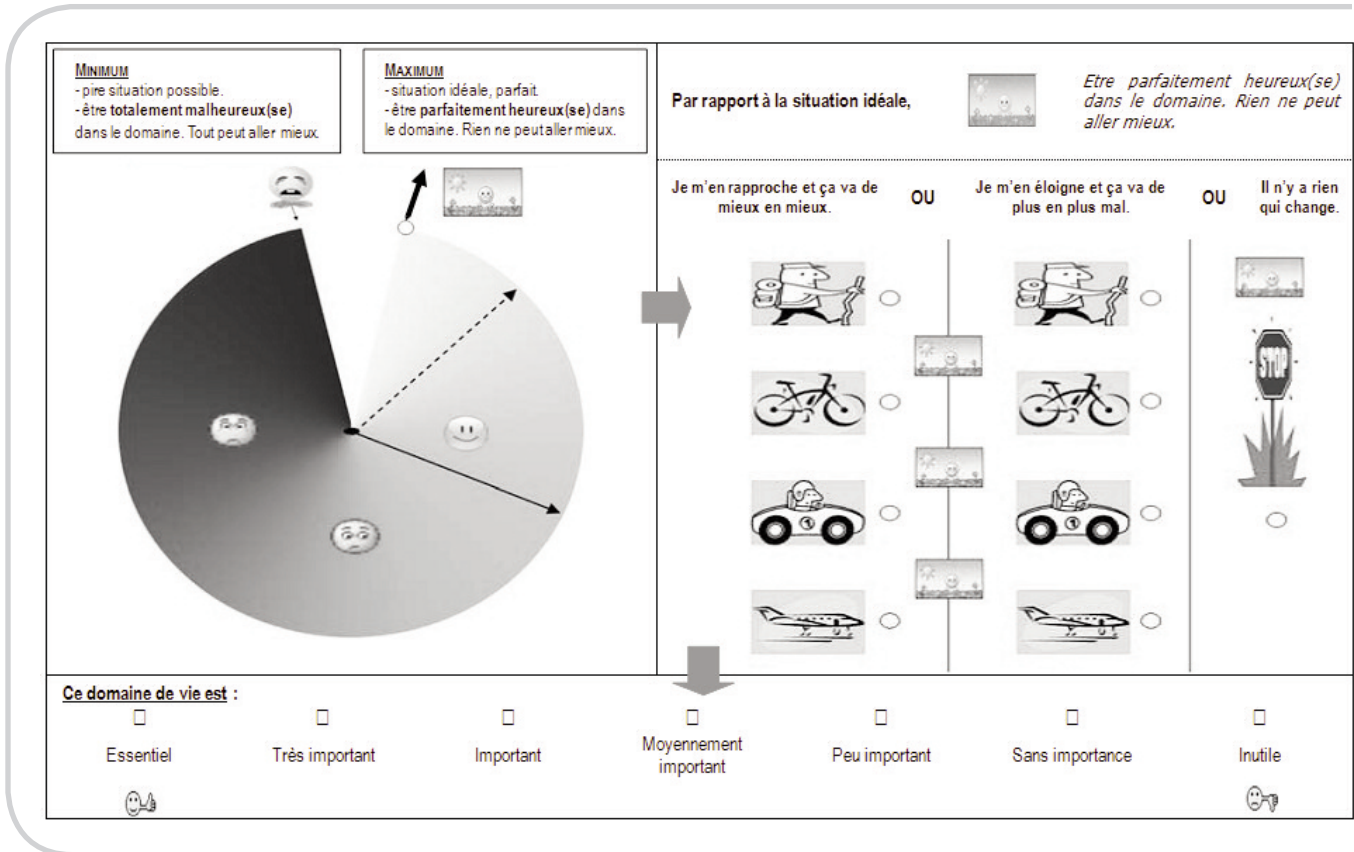 MINIMUM
- pire situation possible.
- être totalement malheureux(se)
dans le domaine. Tout peut aller mieux.
MAXIMUM
- situation idéale, parfait.
- être parfaitement heureux(se) dans
le domaine. Rien ne peut aller mieux.
Par rapport à la situation idéale,
Etre parfaitement heureux(se)
dans le domaine. Rien ne peut
aller mieux.
Je m'en rapproche et ça va de
mieux en mieux.
OU
Je m'en éloigne et ça va de
plus en plus mal.
OU
Il n'y a rien
qui change.
STOP
Ce domaine de vie est :
Essentiel
Très important
Important
Moyennement
important
Peu important
Sans importance
Inutile